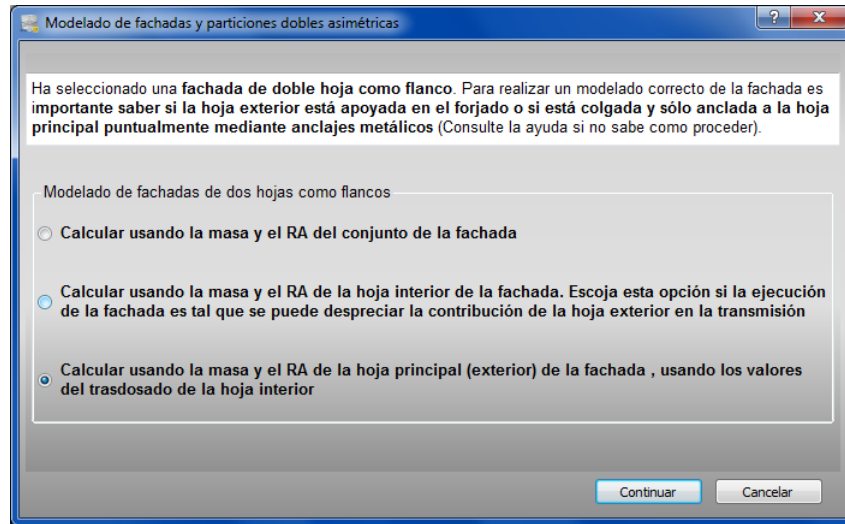 Modelado de fachadas y particiones dobles asimétricas
?
X
Ha seleccionado una fachada de doble hoja como flanco. Para realizar un modelado correcto de la fachada es
importante saber si la hoja exterior está apoyada en el forjado o si está colgada y sólo anclada a la hoja
principal puntualmente mediante anclajes metálicos (Consulte la ayuda si no sabe como proceder).
Modelado de fachadas de dos hojas como flancos
Calcular usando la masa y el RA del conjunto de la fachada
Calcular usando la masa y el RA de la hoja interior de la fachada. Escoja esta opción si la ejecución
de la fachada es tal que se puede despreciar la contribución de la hoja exterior en la transmisión
Calcular usando la masa y el RA de la hoja principal (exterior) de la fachada , usando los valores
del trasdosado de la hoja interior
Continuar
Cancelar